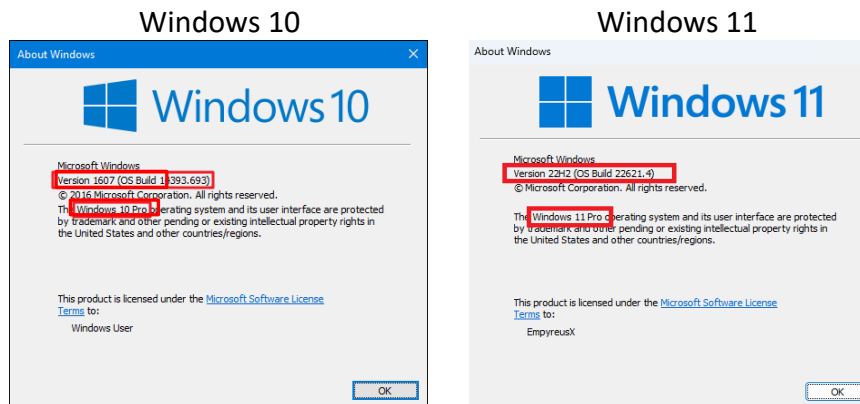 Windows 10
About Windows
Windows 10
Microsoft Windows
Version 1607 (OS Build 14393.693)
© 2016 Microsoft Corporation. All rights reserved.
The Windows 10 Pro operating system and its user interface are protected
by trademark and other pending or existing intellectual property rights in
the United States and other countries/regions.
This product is licensed under the Microsoft Software License
Terms to:
Windows User
OK
Windows 11
About Windows
Windows 11
Microsoft Windows
Version 22H2 (OS Build 22621.4)
© Microsoft Corporation. All rights reserved.
The Windows 11 Pro operating system and its user interface are protected
by trademark and other pending or existing intellectual property rights in
the United States and other countries/regions.
This product is licensed under the Microsoft Software License
Terms to:
EmpyreusX
OK